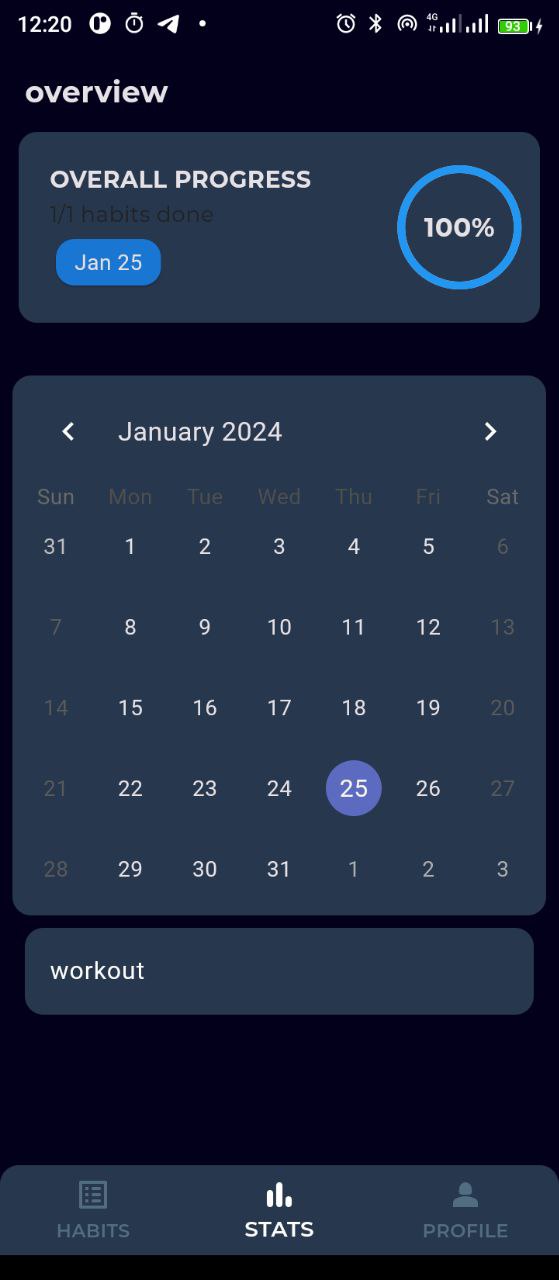 12:20
4G
93
overview
OVERALL PROGRESS
1/1 habits done
100%
Jan 25
January 2024
Sun Mon Tue Wed Thu Fri Sat
31 1 2 3 4 5 6
7 8 9 10 11 12 13
14 15 16 17 18 19 20
21 22 23 24 25 26 27
28 29 30 31 1 2 3
workout
HABITS STATS PROFILE